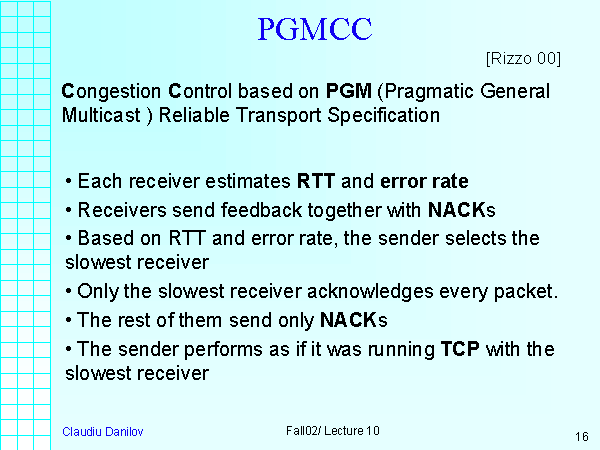 PGMCC
[Rizzo 00]
Congestion Control based on PGM (Pragmatic General
Multicast ) Reliable Transport Specification
• Each receiver estimates RTT and error rate
• Receivers send feedback together with NACKs
• Based on RTT and error rate, the sender selects the
slowest receiver
• Only the slowest receiver acknowledges every packet.
• The rest of them send only NACKs
• The sender performs as if it was running TCP with the
slowest receiver
Claudiu Danilov
Fall02/ Lecture 10
16